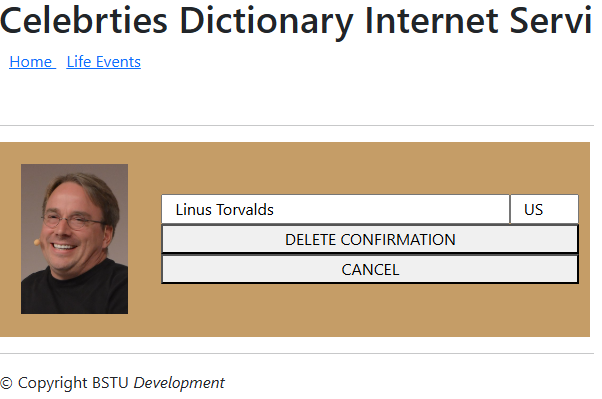 Celebrties Dictionary Internet Servi
Home Life Events
Linus Torvalds US
DELETE CONFIRMATION
CANCEL
© Copyright BSTU Development